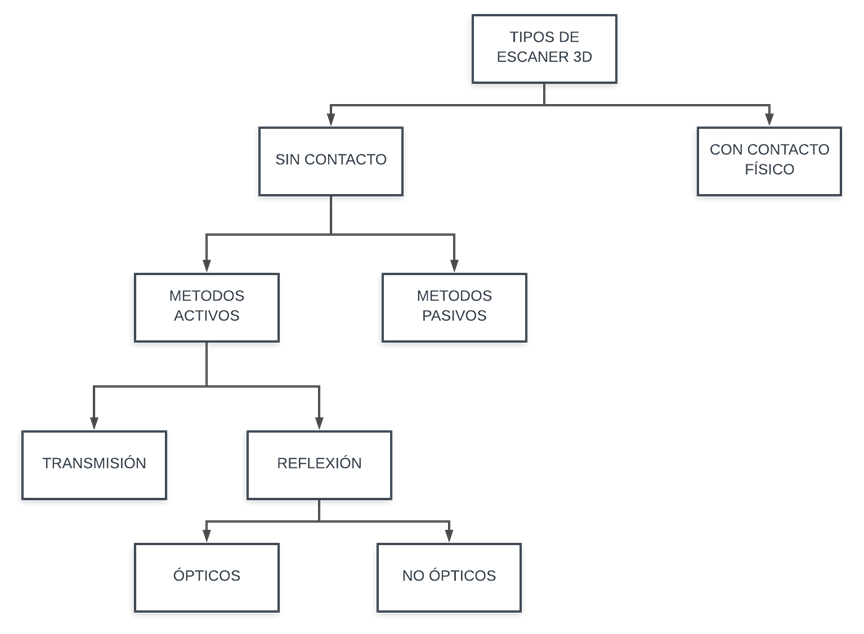 TIPOS DE
ESCANER 3D
SIN CONTACTO
CON CONTACTO
FÍSICO
METODOS
ACTIVOS
METODOS
PASIVOS
TRANSMISIÓN
REFLEXIÓN
ÓPTICOS
NO ÓPTICOS